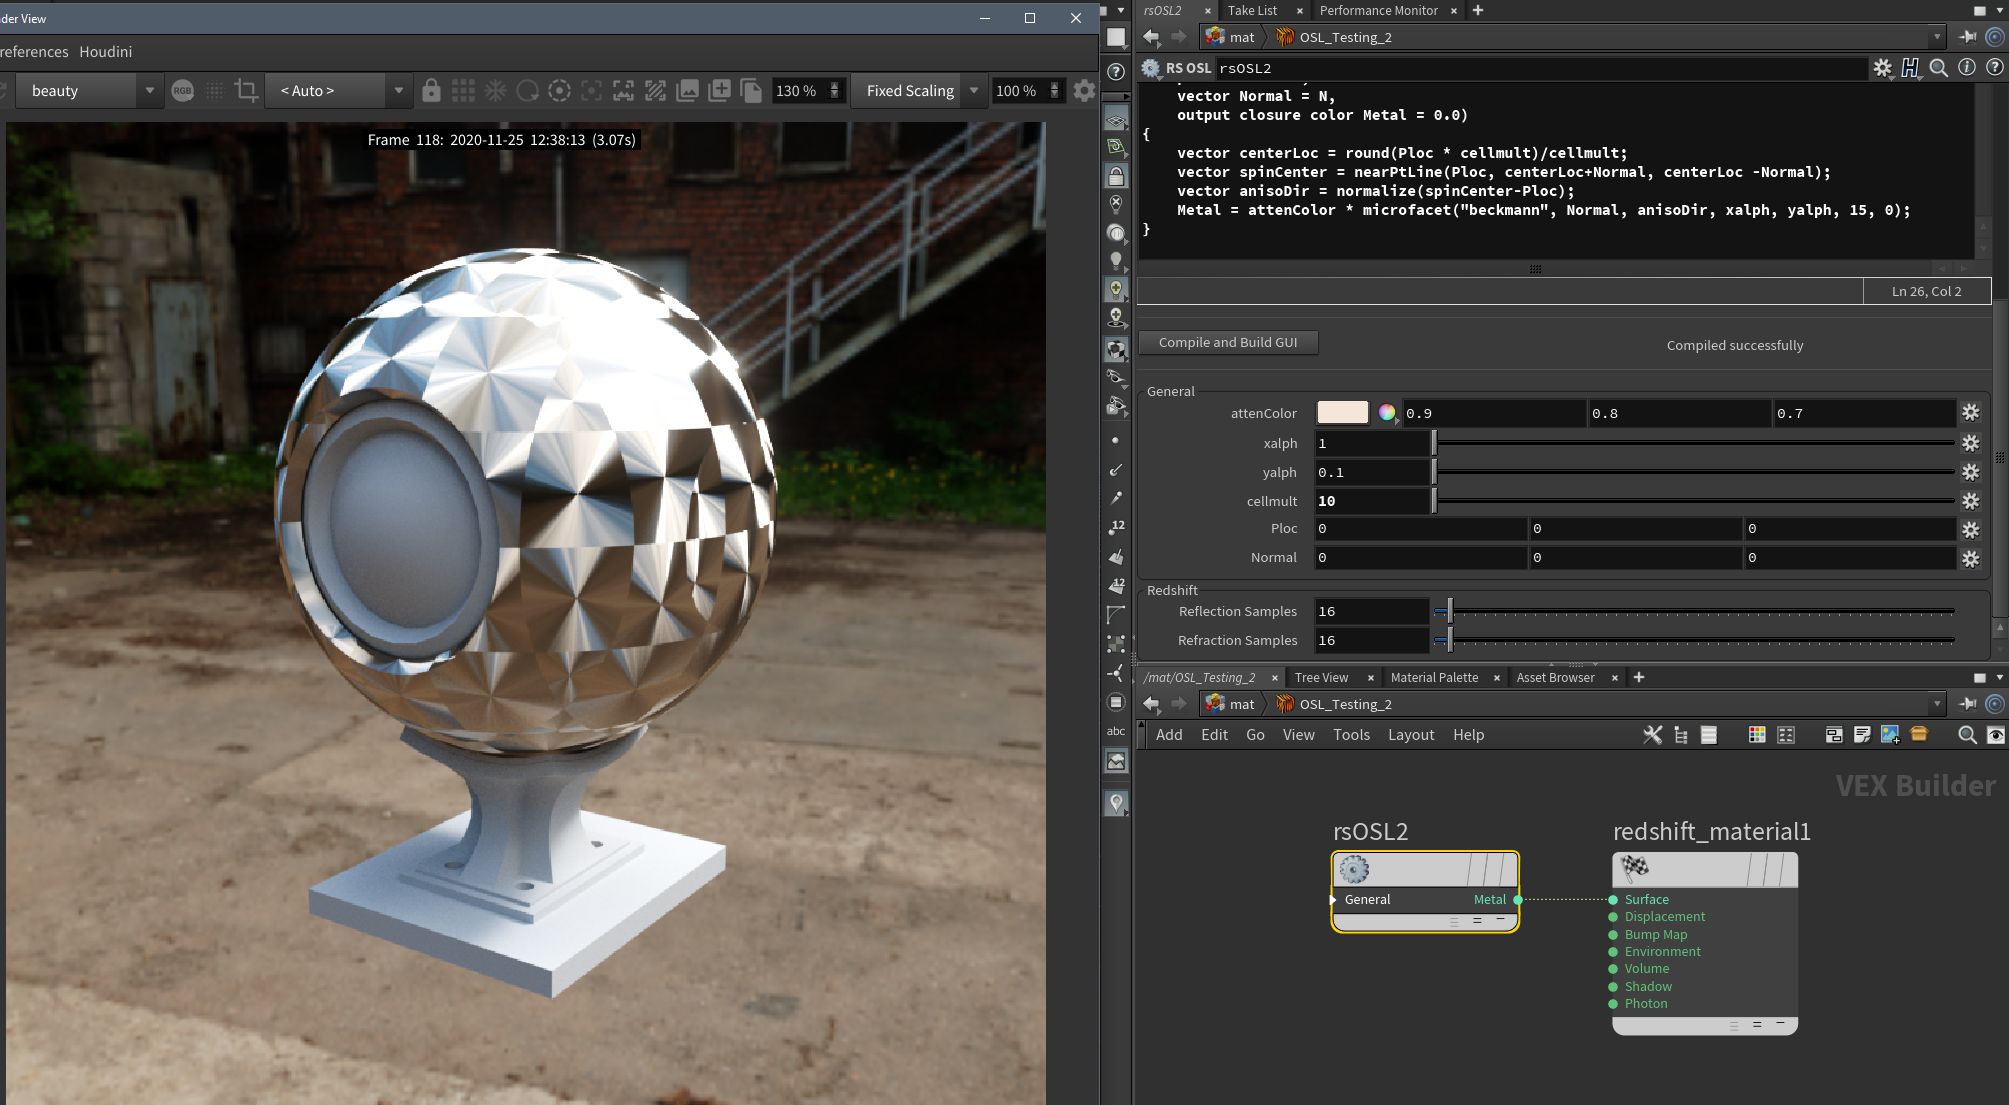 der View
references Houdini
beauty
RGB
< Auto >
130 %
Fixed Scaling
100 %
Frame 118: 2020-11-25 12:38:13 (3.07s)
rsOSL2 × Take List × Performance Monitor × +
mat OSL_Testing_2
RS OSL rsOSL2
vector Normal = N,
output closure color Metal = 0.0)
{
vector centerLoc = round(Ploc * cellmult)/cellmult;
vector spinCenter = nearPtLine(Ploc, centerLoc+Normal, centerLoc -Normal);
vector anisoDir = normalize(spinCenter-Ploc);
Metal = attenColor * microfacet("beckmann", Normal, anisoDir, xalph, yalph, 15, 0);
}
Ln 26, Col 2
Compile and Build GUI
Compiled successfully
General
attenColor 0.9 0.8 0.7
xalph 1
yalph 0.1
cellmult 10
Ploc 0 0 0
Normal 0 0 0
Redshift
Reflection Samples 16
Refraction Samples 16
12
12
abc
/mat/OSL_Testing_2 × Tree View × Material Palette × Asset Browser × +
mat OSL_Testing_2
Add Edit Go View Tools Layout Help
VEX Builder
rsOSL2
General Metal
redshift_material1
Surface
Displacement
Bump Map
Environment
Volume
Shadow
Photon